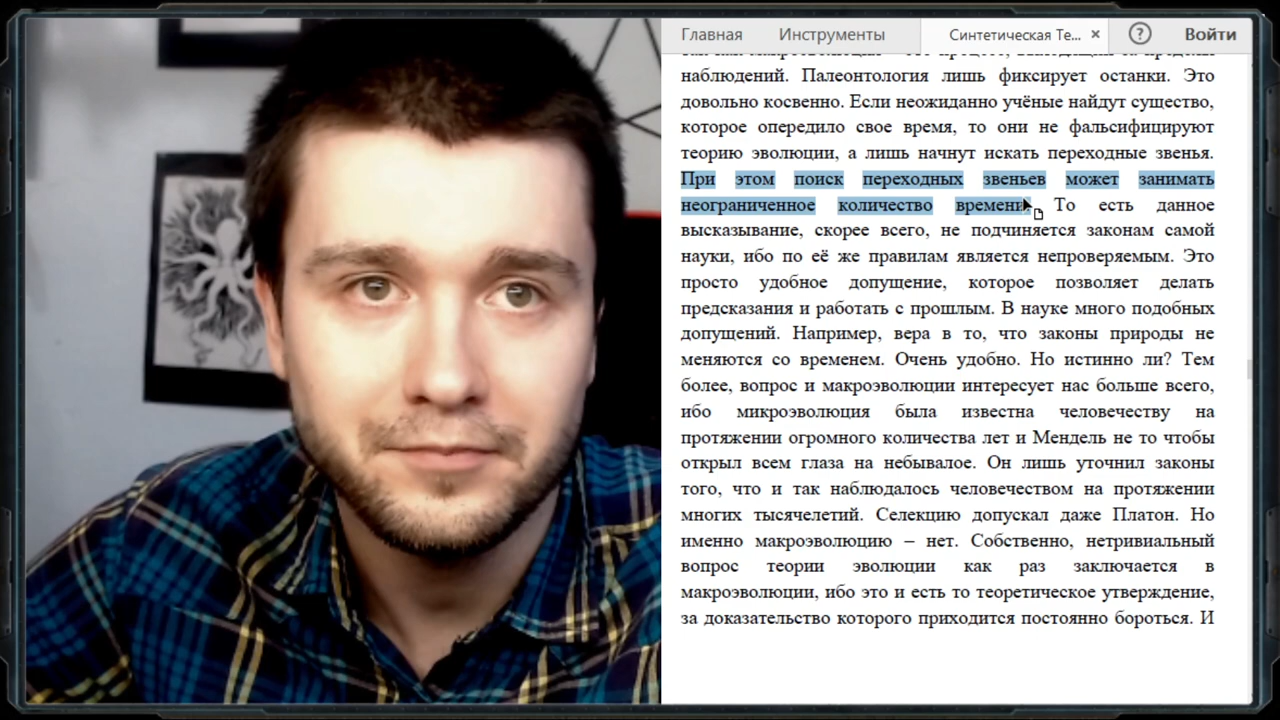 Главная Инструменты Синтетическая Те... × ? Войти
наблюдений. Палеонтология лишь фиксирует останки. Это
довольно косвенно. Если неожиданно учёные найдут существо,
которое опередило свое время, то они не фальсифицируют
теорию эволюции, а лишь начнут искать переходные звенья.
При этом поиск переходных звеньев может занимать
неограниченное количество времени. То есть данное
высказывание, скорее всего, не подчиняется законам самой
науки, ибо по её же правилам является непроверяемым. Это
просто удобное допущение, которое позволяет делать
предсказания и работать с прошлым. В науке много подобных
допущений. Например, вера в то, что законы природы не
меняются со временем. Очень удобно. Но истинно ли? Тем
более, вопрос и макроэволюции интересует нас больше всего,
ибо микроэволюция была известна человечеству на
протяжении огромного количества лет и Мендель не то чтобы
открыл всем глаза на небывалое. Он лишь уточнил законы
того, что и так наблюдалось человечеством на протяжении
многих тысячелетий. Селекцию допускал даже Платон. Но
именно макроэволюцию – нет. Собственно, нетривиальный
вопрос теории эволюции как раз заключается в
макроэволюции, ибо это и есть то теоретическое утверждение,
за доказательство которого приходится постоянно бороться. И